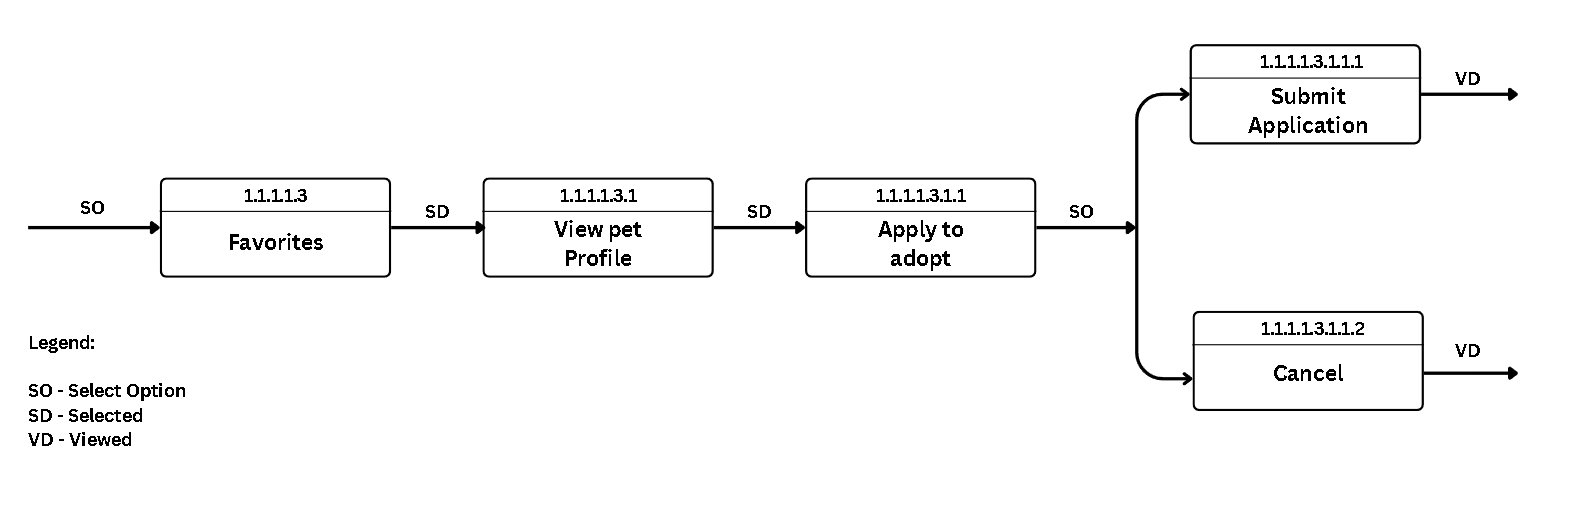 SO
1.1.1.1.3
Favorites
SD
1.1.1.1.3.1
View pet
Profile
SD
1.1.1.1.3.1.1
Apply to
adopt
SO
1.1.1.1.3.1.1.1
Submit
Application
VD
1.1.1.1.3.1.1.2
Cancel
VD
Legend:
SO - Select Option
SD - Selected
VD - Viewed